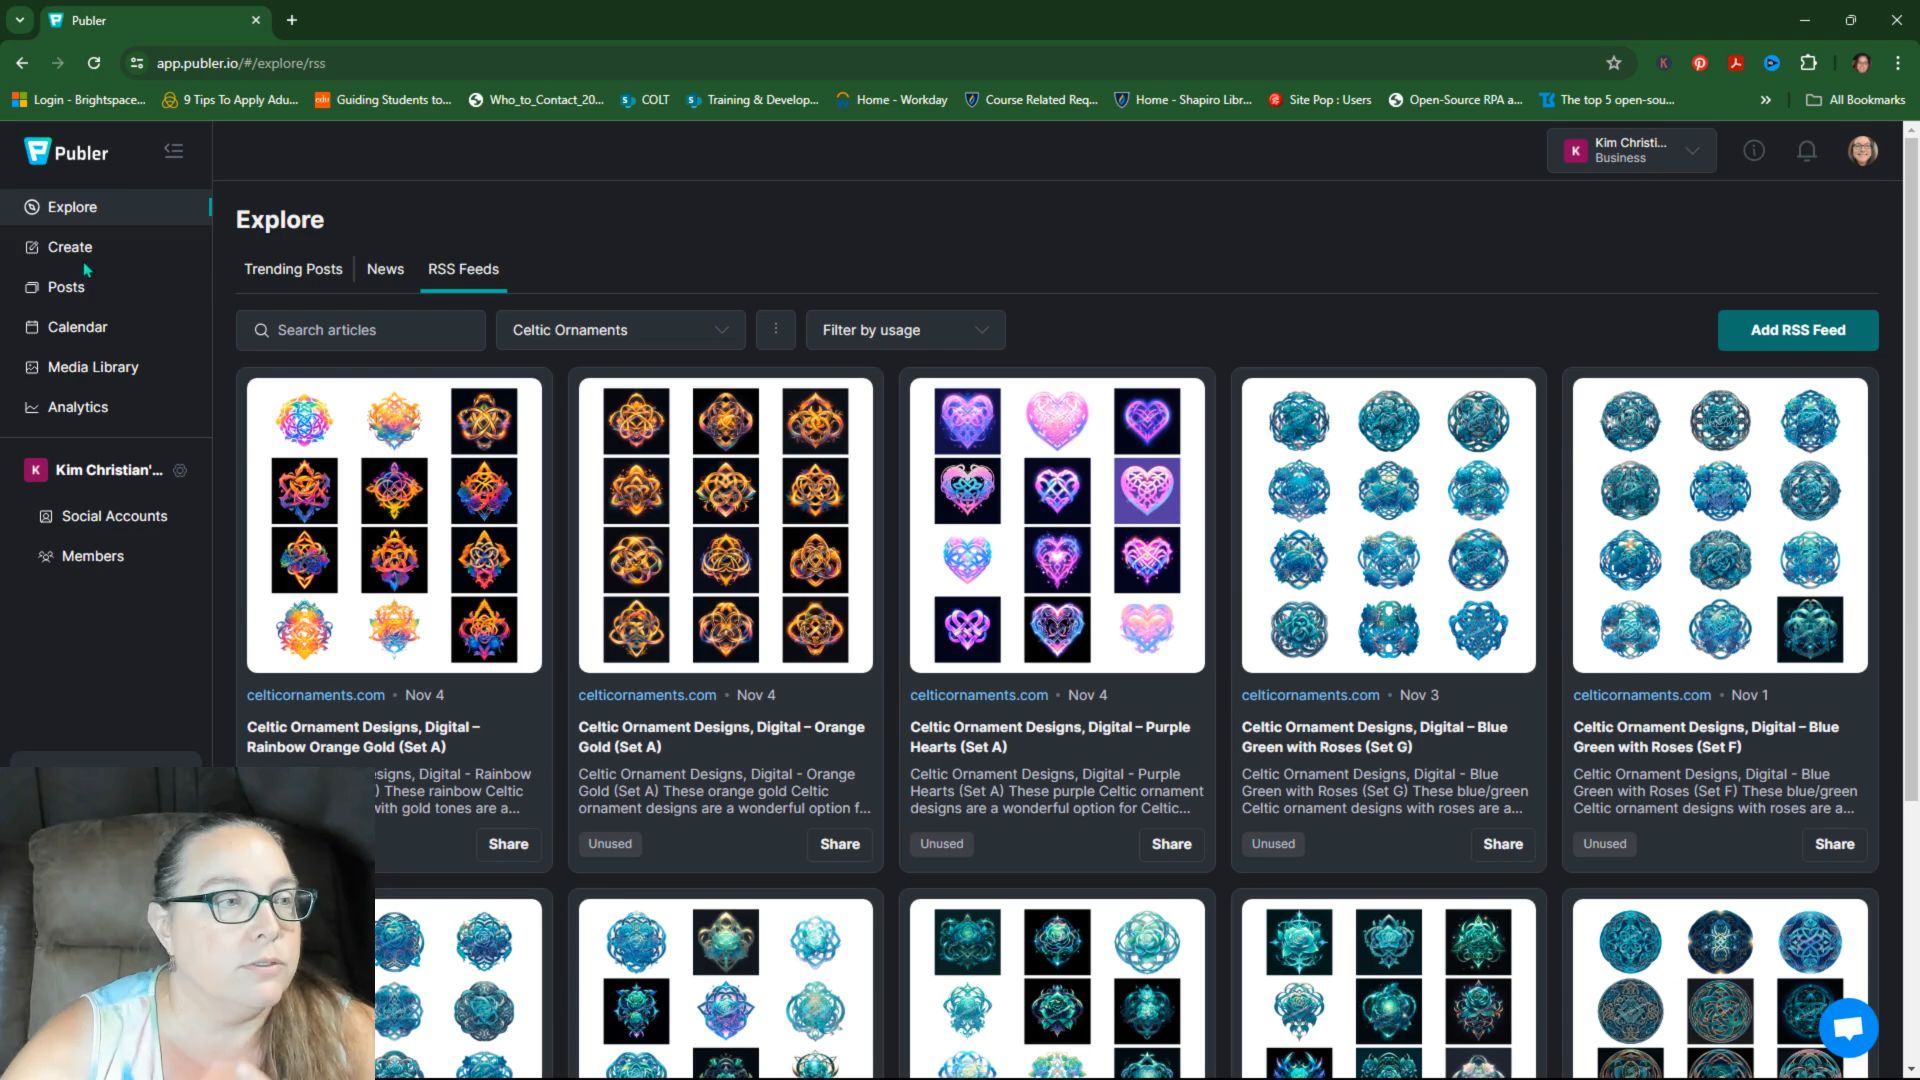 Publer
app.publer.io/#/explore/rss
Login - Brightspace...
9 Tips To Apply Adu...
Guiding Students to...
Who_to_Contact_20...
COLT
Training & Develop...
Home - Workday
Course Related Req...
Home - Shapiro Libr...
Site Pop : Users
Open-Source RPA a...
The top 5 open-sou...
All Bookmarks
Publer
K
Kim Christi...
Business
Explore
Create
Posts
Calendar
Media Library
Analytics
K
Kim Christian'...
Social Accounts
Members
Explore
Trending Posts
News
RSS Feeds
Search articles
Celtic Ornaments
Filter by usage
Add RSS Feed
celticornaments.com • Nov 4
Celtic Ornament Designs, Digital –
Rainbow Orange Gold (Set A)
esigns, Digital - Rainbow
) These rainbow Celtic
with gold tones are a...
Share
celticornaments.com • Nov 4
Celtic Ornament Designs, Digital – Orange
Gold (Set A)
Celtic Ornament Designs, Digital - Orange
Gold (Set A) These orange gold Celtic
ornament designs are a wonderful option f...
Unused
Share
celticornaments.com • Nov 4
Celtic Ornament Designs, Digital – Purple
Hearts (Set A)
Celtic Ornament Designs, Digital - Purple
Hearts (Set A) These purple Celtic ornament
designs are a wonderful option for Celtic...
Unused
Share
celticornaments.com • Nov 3
Celtic Ornament Designs, Digital – Blue
Green with Roses (Set G)
Celtic Ornament Designs, Digital - Blue
Green with Roses (Set G) These blue/green
Celtic ornament designs with roses are a...
Unused
Share
celticornaments.com • Nov 1
Celtic Ornament Designs, Digital – Blue
Green with Roses (Set F)
Celtic Ornament Designs, Digital - Blue
Green with Roses (Set F) These blue/green
Celtic ornament designs with roses are a...
Unused
Share